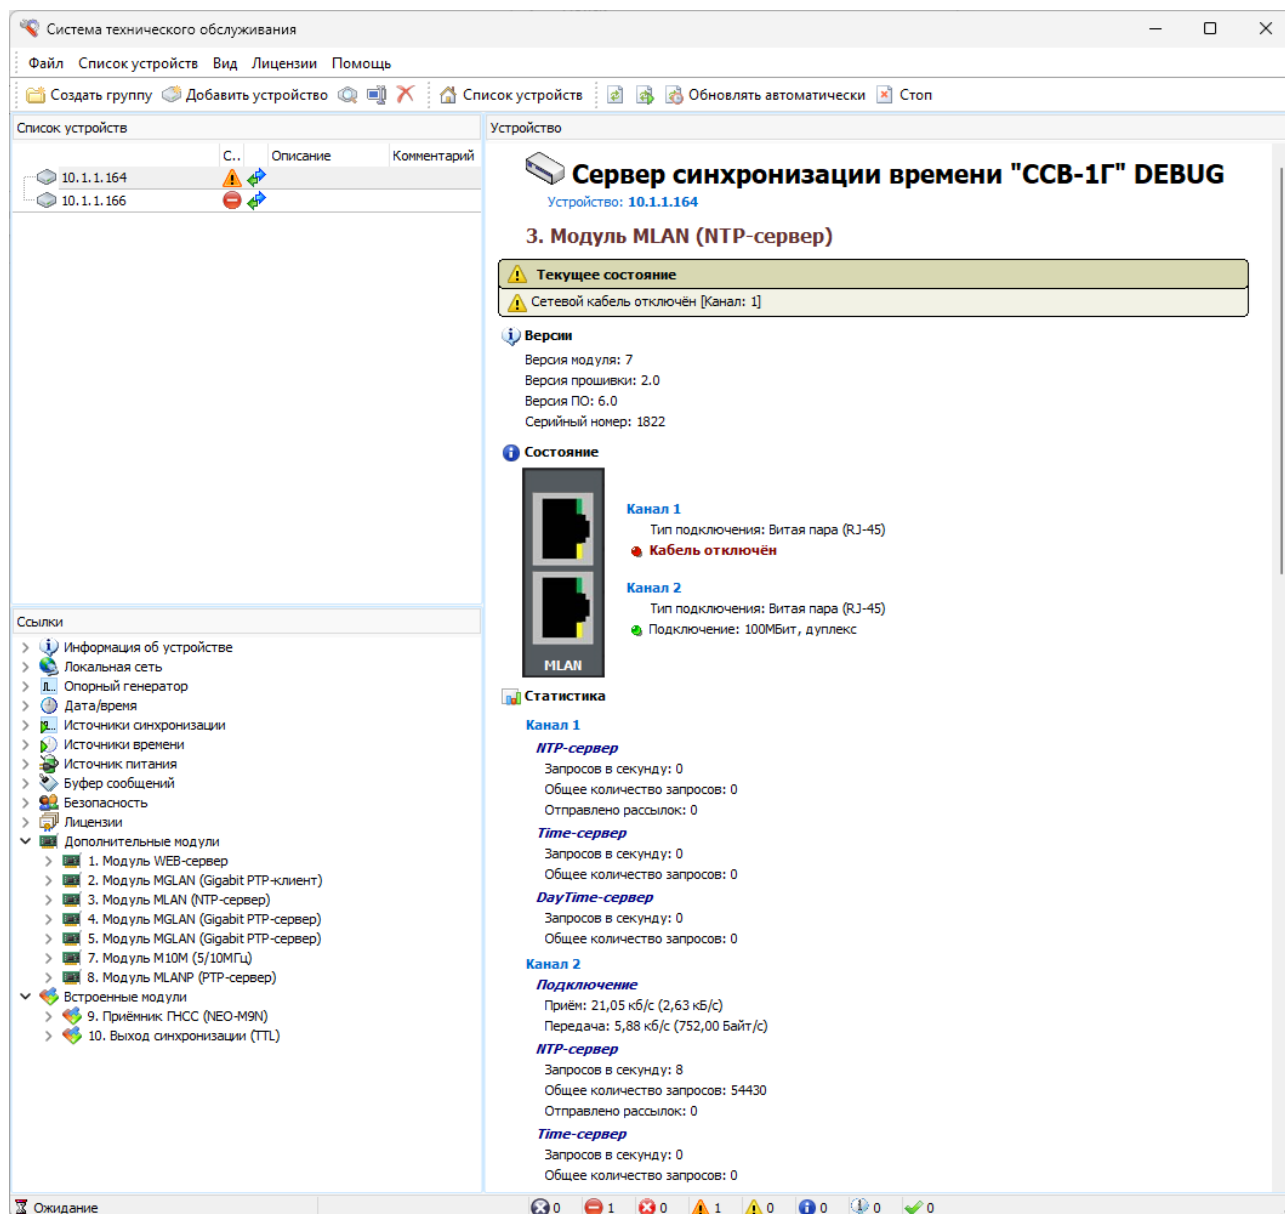 Система технического обслуживания
Файл Список устройств Вид Лицензии Помощь
Создать группу Добавить устройство Список устройств Обновлять автоматически Стоп
Список устройств
С.. Описание Комментарий
10.1.1.164
10.1.1.166
Ссылки
Информация об устройстве
Локальная сеть
Опорный генератор
Дата/время
Источники синхронизации
Источники времени
Источник питания
Буфер сообщений
Безопасность
Лицензии
Дополнительные модули
1. Модуль WEB-сервер
2. Модуль MGLAN (Gigabit PTP-клиент)
3. Модуль MLAN (NTP-сервер)
4. Модуль MGLAN (Gigabit PTP-сервер)
5. Модуль MGLAN (Gigabit PTP-сервер)
7. Модуль M10M (5/10МГц)
8. Модуль MLANP (PTP-сервер)
Встроенные модули
9. Приёмник ГНСС (NEO-M9N)
10. Выход синхронизации (TTL)
Устройство
Сервер синхронизации времени "ССВ-1Г" DEBUG
Устройство: 10.1.1.164
3. Модуль MLAN (NTP-сервер)
Текущее состояние
Сетевой кабель отключён [Канал: 1]
Версии
Версия модуля: 7
Версия прошивки: 2.0
Версия ПО: 6.0
Серийный номер: 1822
Состояние
MLAN
Канал 1
Тип подключения: Витая пара (RJ-45)
Кабель отключён
Канал 2
Тип подключения: Витая пара (RJ-45)
Подключение: 100МБит, дуплекс
Статистика
Канал 1
NTP-сервер
Запросов в секунду: 0
Общее количество запросов: 0
Отправлено рассылок: 0
Time-сервер
Запросов в секунду: 0
Общее количество запросов: 0
DayTime-сервер
Запросов в секунду: 0
Общее количество запросов: 0
Канал 2
Подключение
Приём: 21,05 кб/с (2,63 кБ/с)
Передача: 5,88 кб/с (752,00 Байт/с)
NTP-сервер
Запросов в секунду: 8
Общее количество запросов: 54430
Отправлено рассылок: 0
Time-сервер
Запросов в секунду: 0
Общее количество запросов: 0
Ожидание 0 1 0 1 0 0 0 0